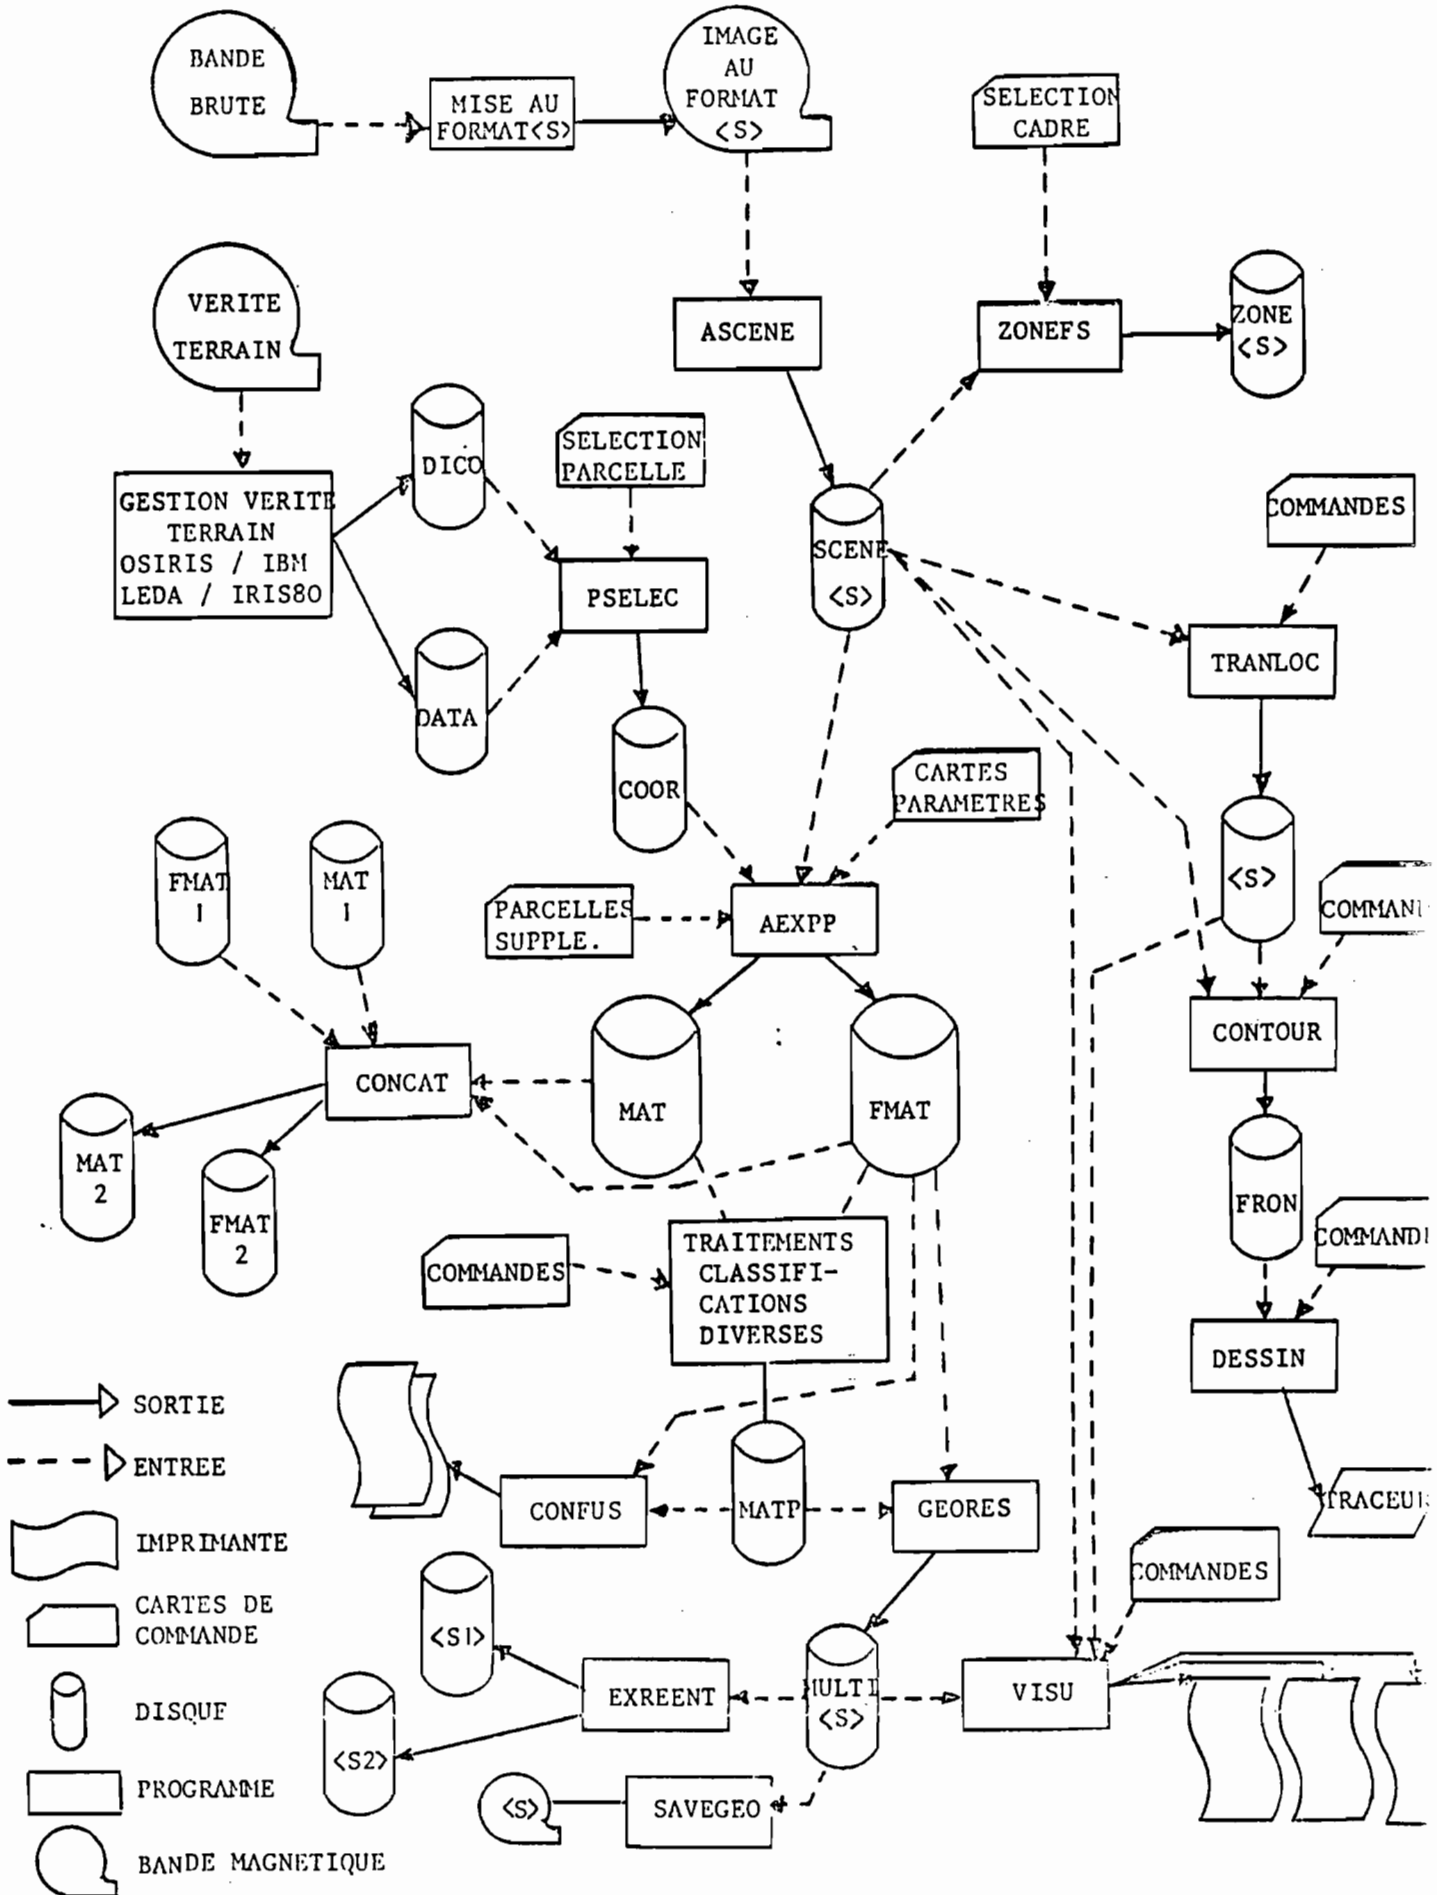 BANDE
BRUTE
MISE AU
FORMAT<S>
IMAGE
AU
FORMAT
<S>
SELECTION
CADRE
VERITE
TERRAIN
ASCENE
ZONEFS
ZONE
<S>
DICO
SELECTION
PARCELLE
GESTION VERITE
TERRAIN
OSIRIS / IBM
LEDA / IRIS80
PSELEC
SCENE
<S>
COMMANDES
TRANLOC
DATA
COOR
CARTES
PARAMETRES
FMAT
1
MAT
1
PARCELLES
SUPPLE.
AEXPP
<S>
COMMAND
CONTOUR
CONCAT
MAT
FMAT
MAT
2
FMAT
2
FRON
COMMAND
COMMANDES
TRAITEMENTS
CLASSIFI-
CATIONS
DIVERSES
DESSIN
SORTIE
ENTREE
CONFUS
MATP
GEORES
TRACEUR
IMPRIMANTE
COMMANDES
CARTES DE
COMMANDE
<S1>
EXREENT
MULTI
<S>
VISU
DISQUE
<S2>
PROGRAMME
<S>
SAVEGEO
BANDE MAGNETIQUE